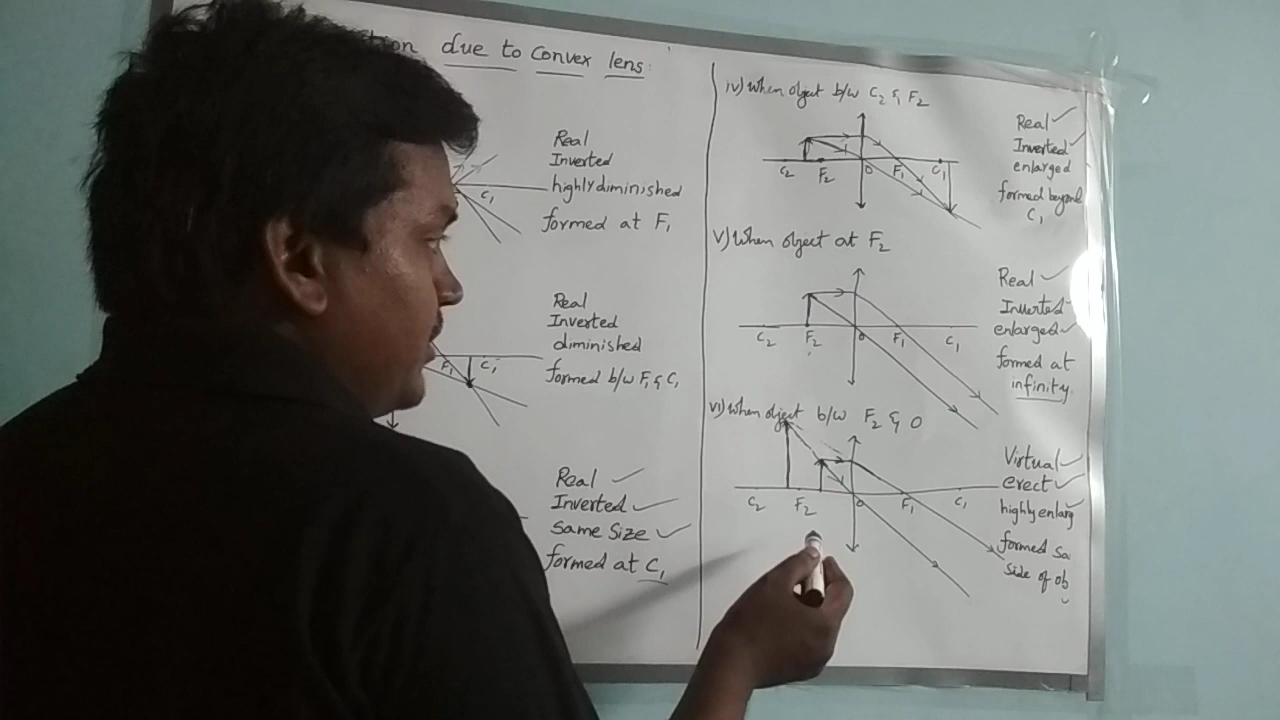 due to Convex lens:
Real
Inverted
highly diminished
formed at F₁
C₁
Real
Inverted
diminished
formed b/w F₁ & C₁
F₁ C₁
Real
Inverted
Same Size
formed at C₁
iv) When object b/w C₂ & F₂
C₂ F₂ O F₁ C₁
Real
Inverted
enlarged
formed beyond
C₁
v) When object at F₂
C₂ F₂ O F₁ C₁
Real
Inverted
enlarged
formed at
infinity.
vi) When object b/w F₂ & O
C₂ F₂ O F₁ C₁
Virtual
erect
highly enlarg
formed Sa
Side of ob